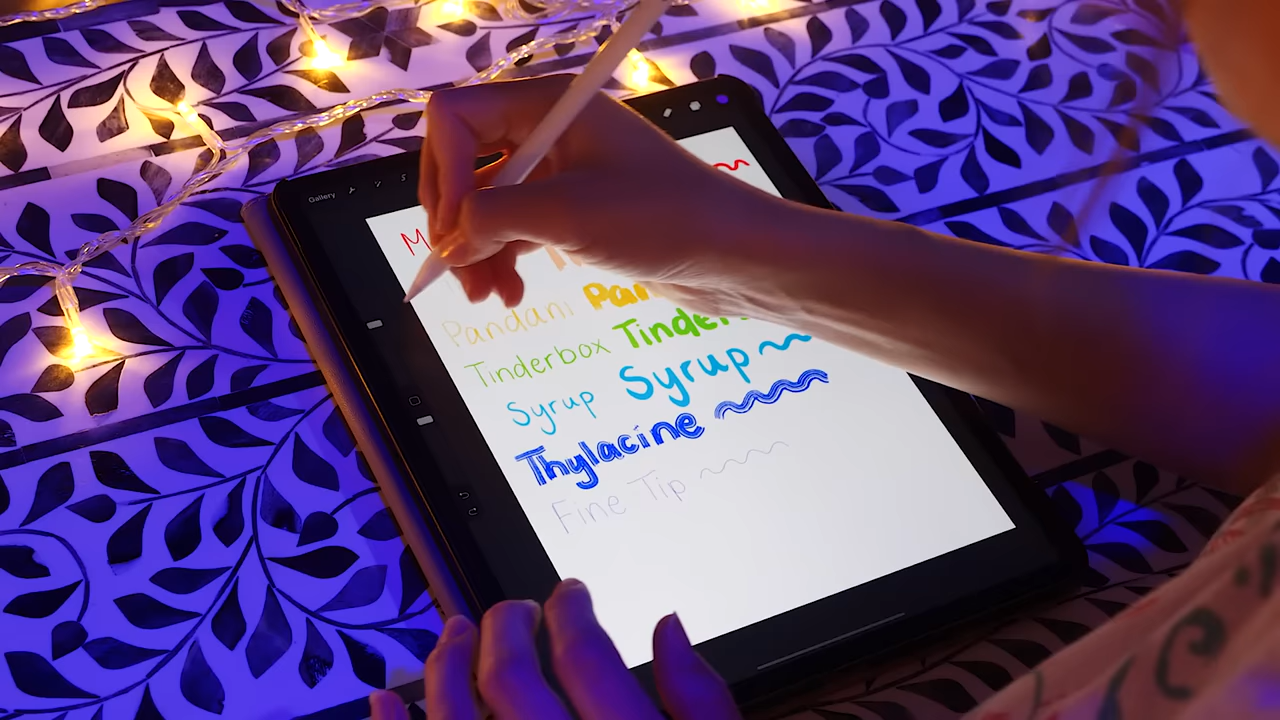 Gallery
Pandani
Tinderbox
Syrup Syrup
Thylacine
Fine Tip